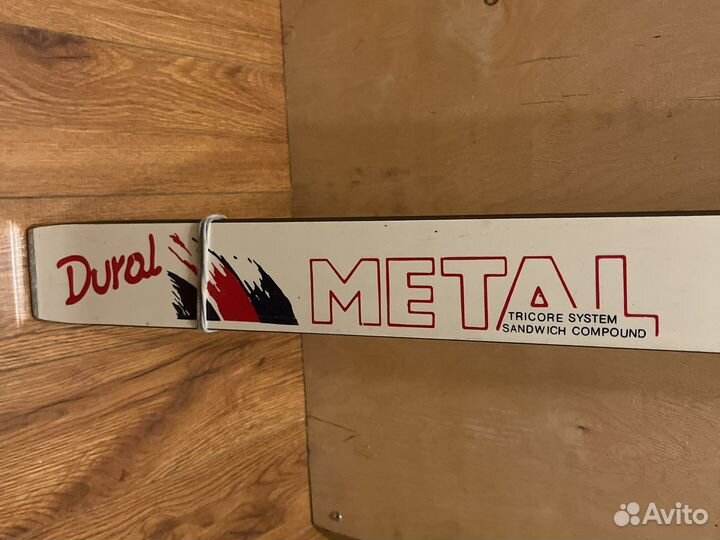 Dural
METAL
TRICORE SYSTEM
SANDWICH COMPOUND
Avito